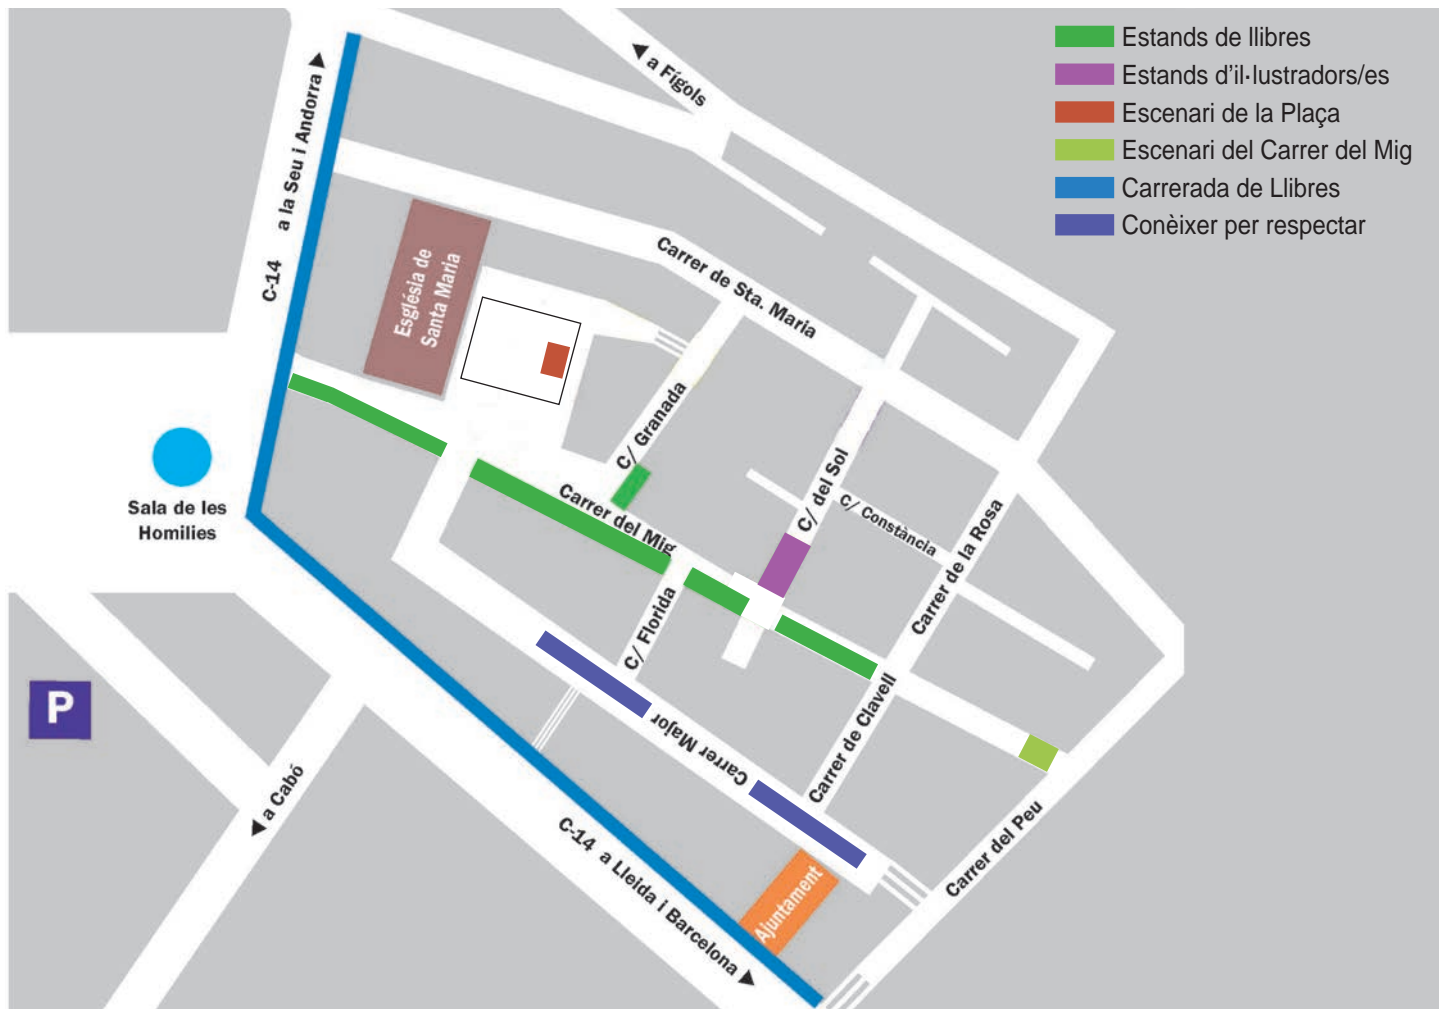 Estands de llibres
Estands d'il·lustradors/es
Escenari de la Plaça
Escenari del Carrer del Mig
Carrerada de Llibres
Conèixer per respectar
a Fígols
C-14 a la Seu i Andorra
Església de
Santa Maria
Carrer de Sta. Maria
C/ Granada
Carrer del Mig
C/ del Sol
C/ Constància
Carrer de la Rosa
Sala de les
Homilies
C/ Florida
Carrer Major
Carrer de Clavell
P
a Cabó
C-14 a Lleida i Barcelona
Ajuntament
Carrer del Peu